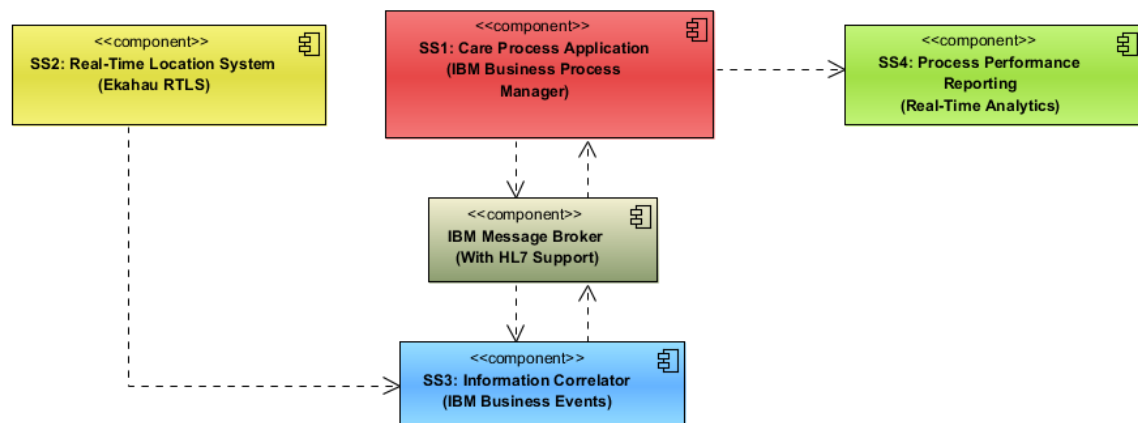 <<component>>
SS2: Real-Time Location System
(Ekahau RTLS)
<<component>>
SS1: Care Process Application
(IBM Business Process
Manager)
<<component>>
SS4: Process Performance
Reporting
(Real-Time Analytics)
<<component>>
IBM Message Broker
(With HL7 Support)
<<component>>
SS3: Information Correlator
(IBM Business Events)